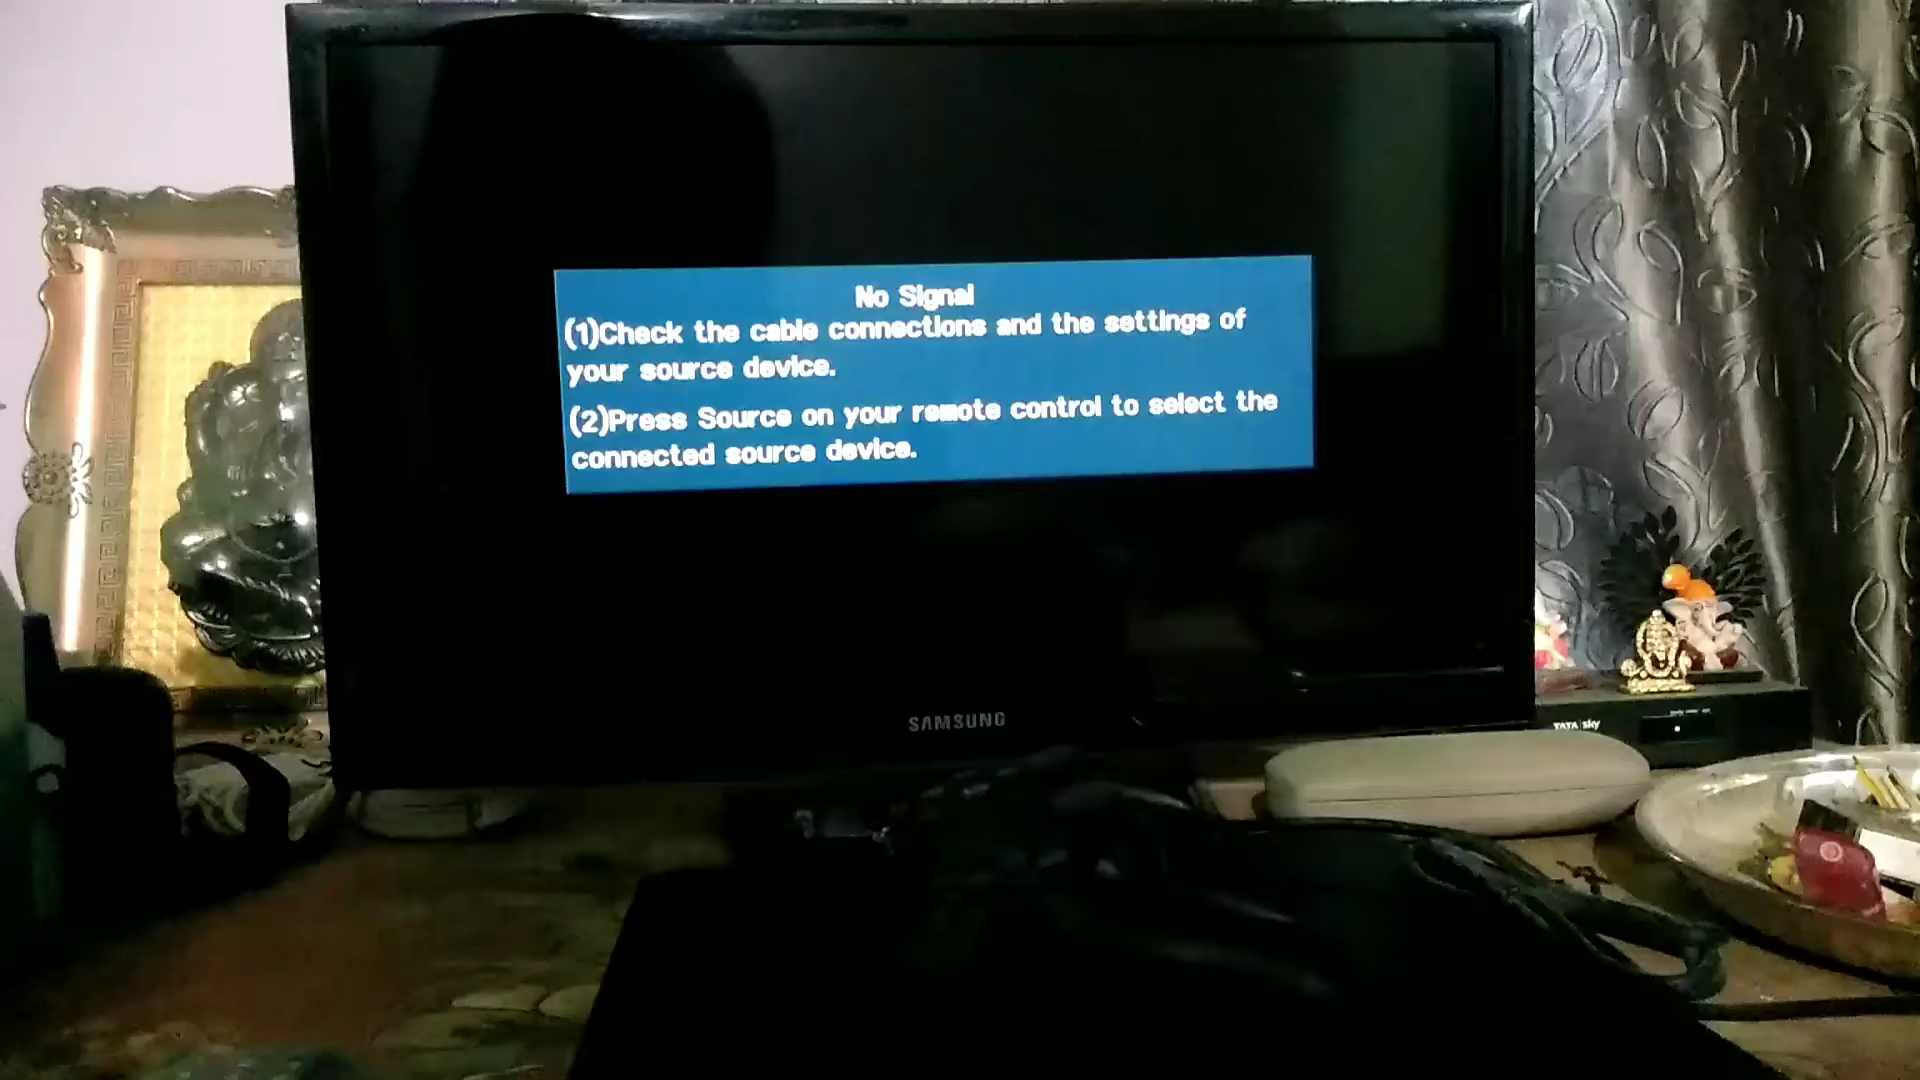 No Signal
(1)Check the cable connections and the settings of
your source device.
(2)Press Source on your remote control to select the
connected source device.
SAMSUNG
TATA sky